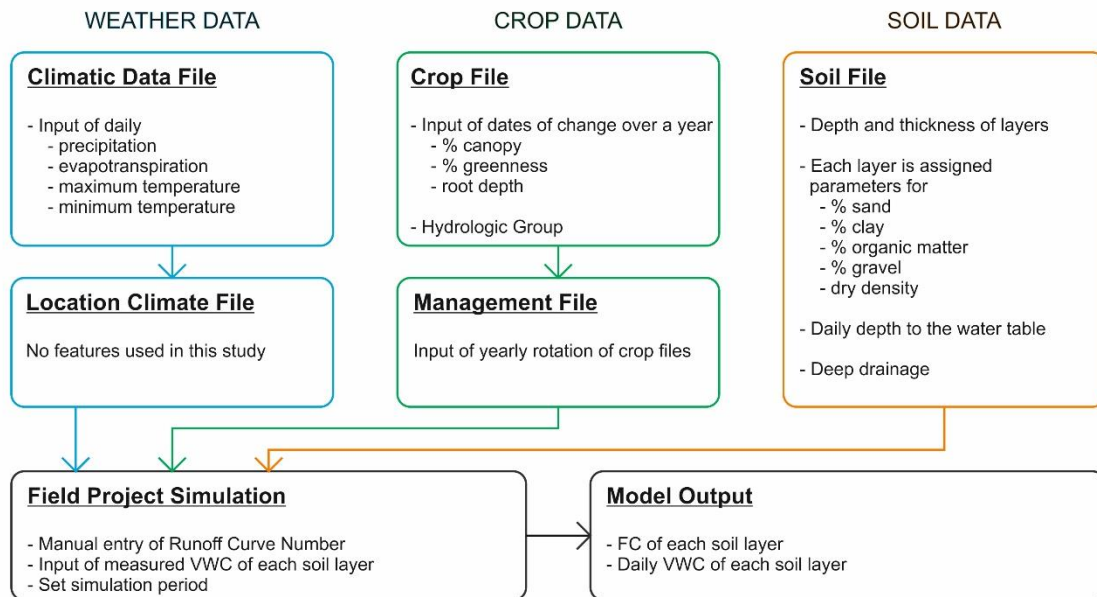 WEATHER DATA
CROP DATA
SOIL DATA
Climatic Data File
- Input of daily
- precipitation
- evapotranspiration
- maximum temperature
- minimum temperature
Location Climate File
No features used in this study
Crop File
- Input of dates of change over a year
- % canopy
- % greenness
- root depth
- Hydrologic Group
Management File
Input of yearly rotation of crop files
Soil File
- Depth and thickness of layers
- Each layer is assigned
parameters for
- % sand
- % clay
- % organic matter
- % gravel
- dry density
- Daily depth to the water table
- Deep drainage
Field Project Simulation
- Manual entry of Runoff Curve Number
- Input of measured VWC of each soil layer
- Set simulation period
Model Output
- FC of each soil layer
- Daily VWC of each soil layer